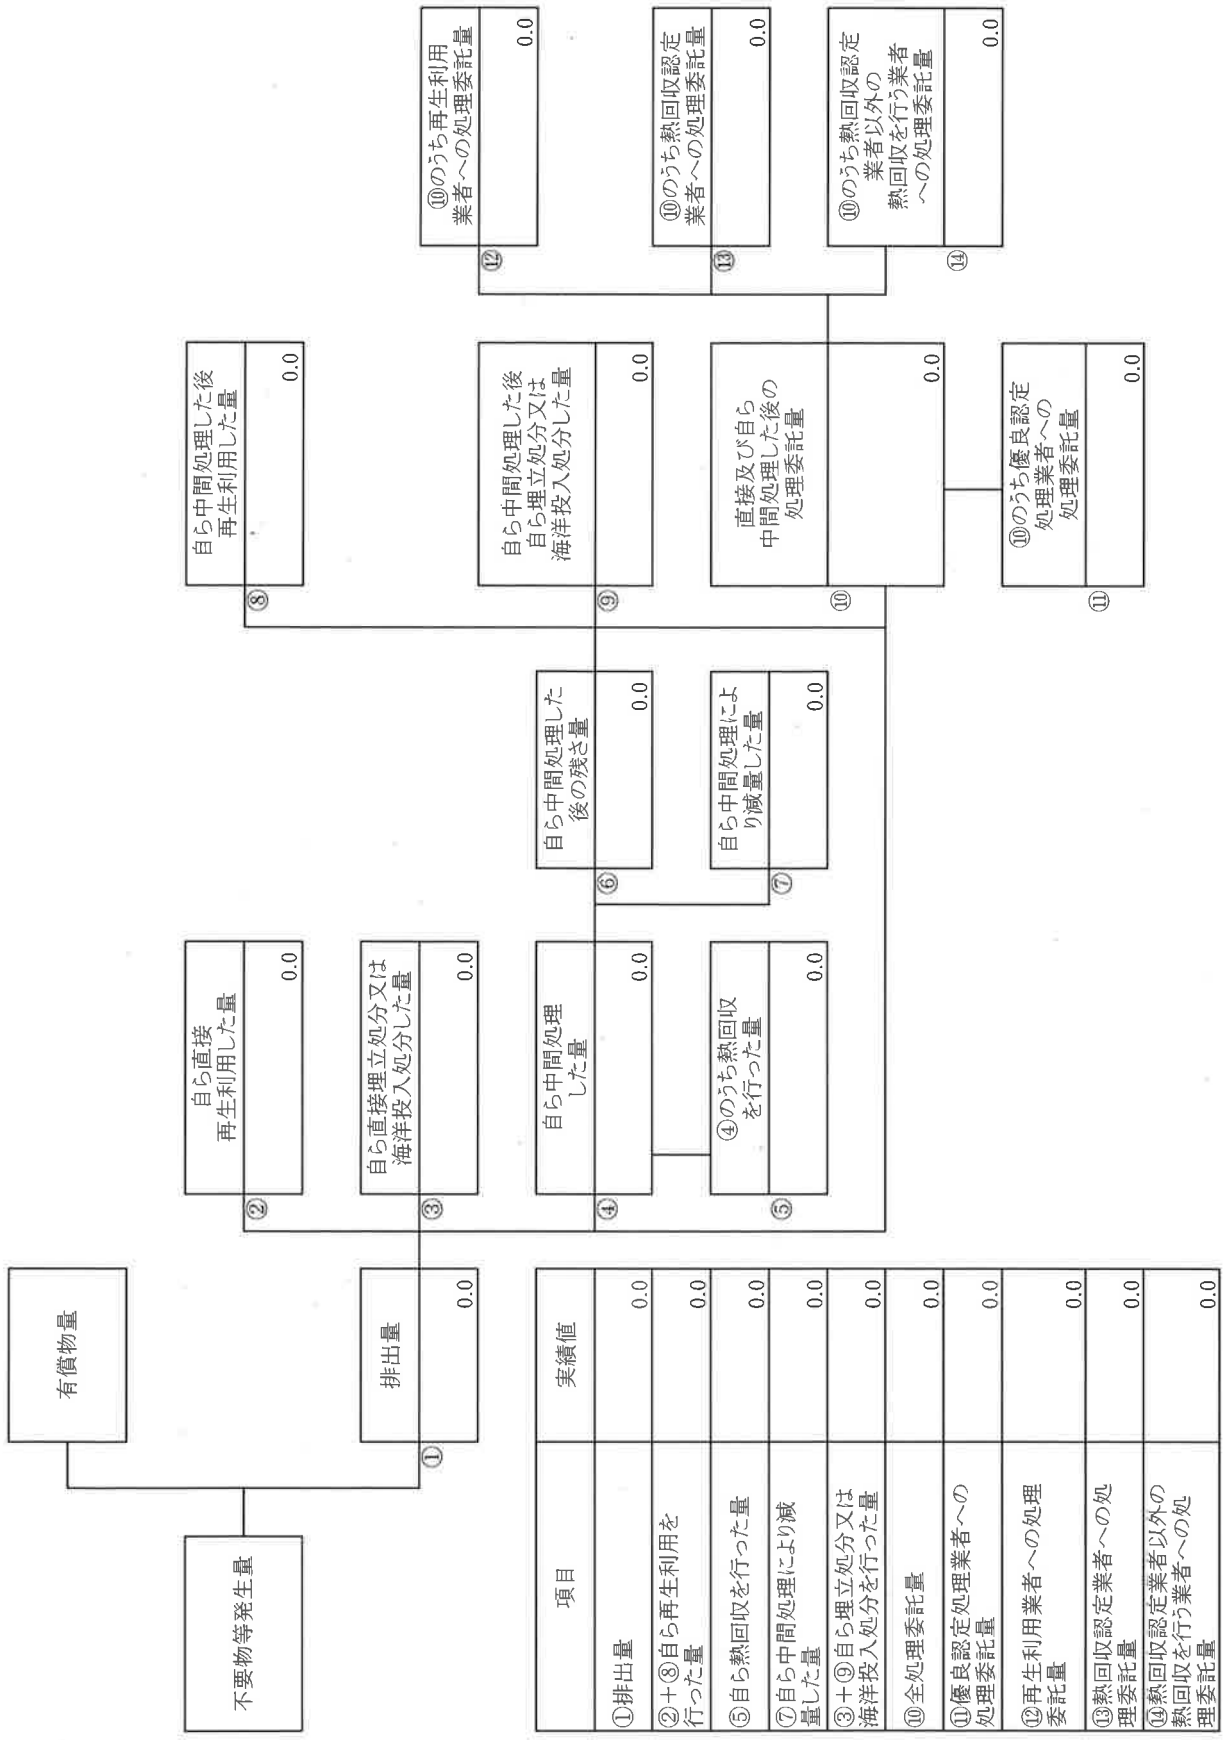 不要物等発生量
有償物量
①
排出量
0.0
②
自ら直接
再生利用した量
0.0
③
自ら直接埋立処分又は
海洋投入処分した量
0.0
④
自ら中間処理
した量
0.0
⑤
④のうち熱回収
を行った量
0.0
⑥
自ら中間処理した
後の残さ量
0.0
⑦
自ら中間処理によ
り減量した量
0.0
⑧
自ら中間処理した後
再生利用した量
0.0
⑨
自ら中間処理した後
自ら埋立処分又は
海洋投入処分した量
0.0
⑩
直接及び自ら
中間処理した後の
処理委託量
0.0
⑪
⑩のうち優良認定
処理業者への
処理委託量
0.0
⑫
⑩のうち再生利用
業者への処理委託量
0.0
⑬
⑩のうち熱回収認定
業者への処理委託量
0.0
⑭
⑩のうち熱回収認定
業者以外の
熱回収を行う業者
への処理委託量
0.0
項目 実績値
①排出量 0.0
②＋⑧自ら再生利用を
行った量 0.0
⑤自ら熱回収を行った量 0.0
⑦自ら中間処理により減
量した量 0.0
③＋⑨自ら埋立処分又は
海洋投入処分を行った量 0.0
⑩全処理委託量 0.0
⑪優良認定処理業者への
処理委託量 0.0
⑫再生利用業者への処理
委託量 0.0
⑬熱回収認定業者への処
理委託量 0.0
⑭熱回収認定業者以外の
熱回収を行う業者への処
理委託量 0.0